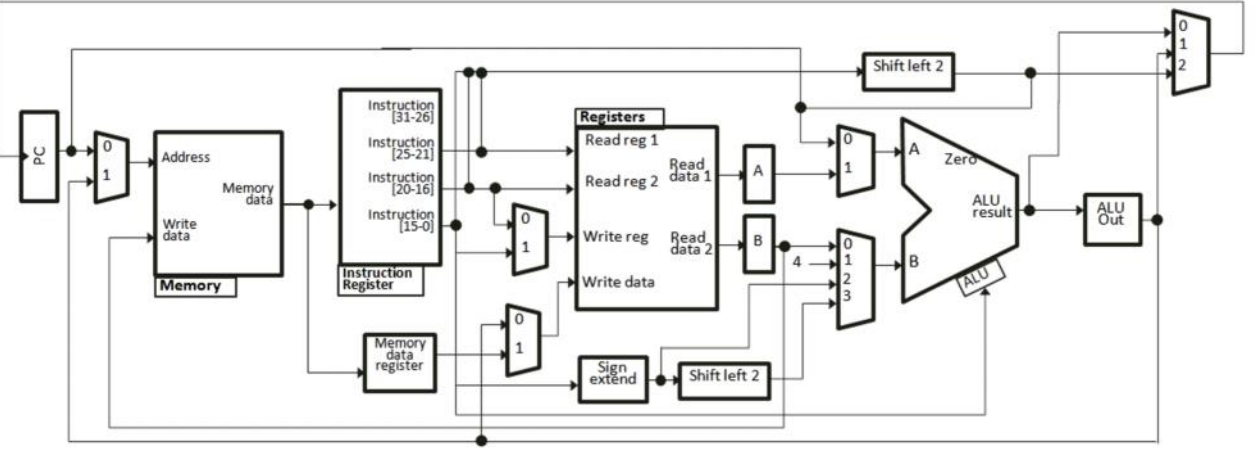 PC
0
1
Address
Memory
data
Write
data
Memory
Instruction
[31-26]
Instruction
[25-21]
Instruction
[20-16]
Instruction
[15-0]
Instruction
Register
Memory
data
register
0
1
0
1
Registers
Read reg 1
Read reg 2
Write reg
Write data
Read
data 1
Read
data 2
Sign
extend
Shift left 2
A
B
4
0
1
0
1
2
3
Shift left 2
A
B
Zero
ALU
result
ALU
ALU
Out
0
1
2